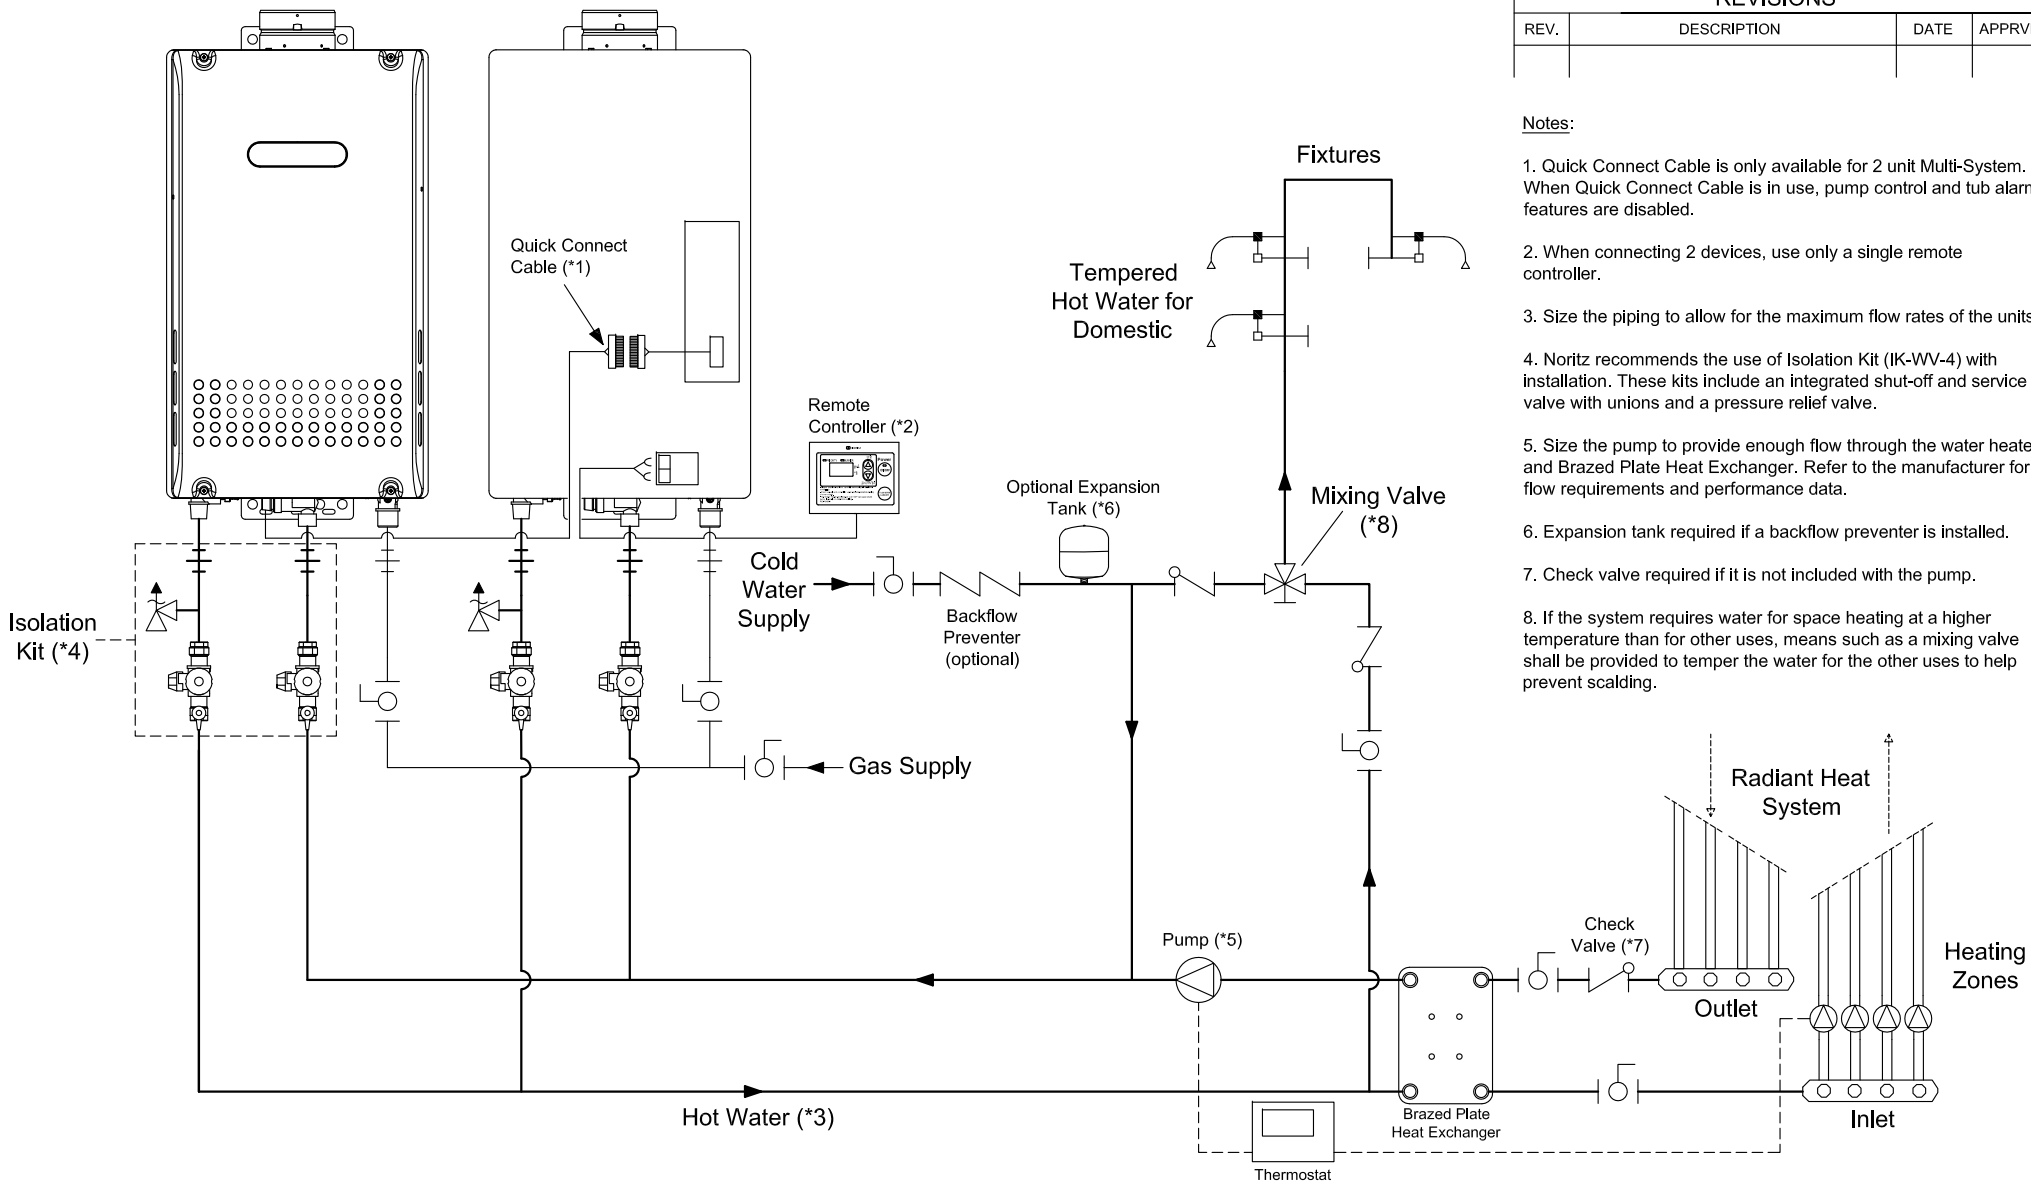 REVISIONS
REV.
DESCRIPTION
DATE
Notes:
1. Quick Connect Cable is only available for 2 unit Multi-System.
When Quick Connect Cable is in use, pump control and tub alarm
features are disabled.
2. When connecting 2 devices, use only a single remote
controller.
3. Size the piping to allow for the maximum flow rates of the units
4. Noritz recommends the use of Isolation Kit (IK-WV-4) with
installation. These kits include an integrated shut-off and service
valve with unions and a pressure relief valve.
5. Size the pump to provide enough flow through the water heate
and Brazed Plate Heat Exchanger. Refer to the manufacturer for
flow requirements and performance data.
6. Expansion tank required if a backflow preventer is installed.
7. Check valve required if it is not included with the pump.
8. If the system requires water for space heating at a higher
temperature than for other uses, means such as a mixing valve
shall be provided to temper the water for the other uses to help
prevent scalding.
Fixtures
Quick Connect
Cable (*1)
Tempered
Hot Water for
Domestic
Remote
Controller (*2)
Optional Expansion
Tank (*6)
Mixing Valve
(*8)
Cold
Water
Supply
Backflow
Preventer
(optional)
Isolation
Kit (*4)
Gas Supply
Radiant Heat
System
Pump (*5)
Check
Valve (*7)
Heating
Zones
Outlet
Hot Water (*3)
Brazed Plate
Heat Exchanger
Inlet
Thermostat